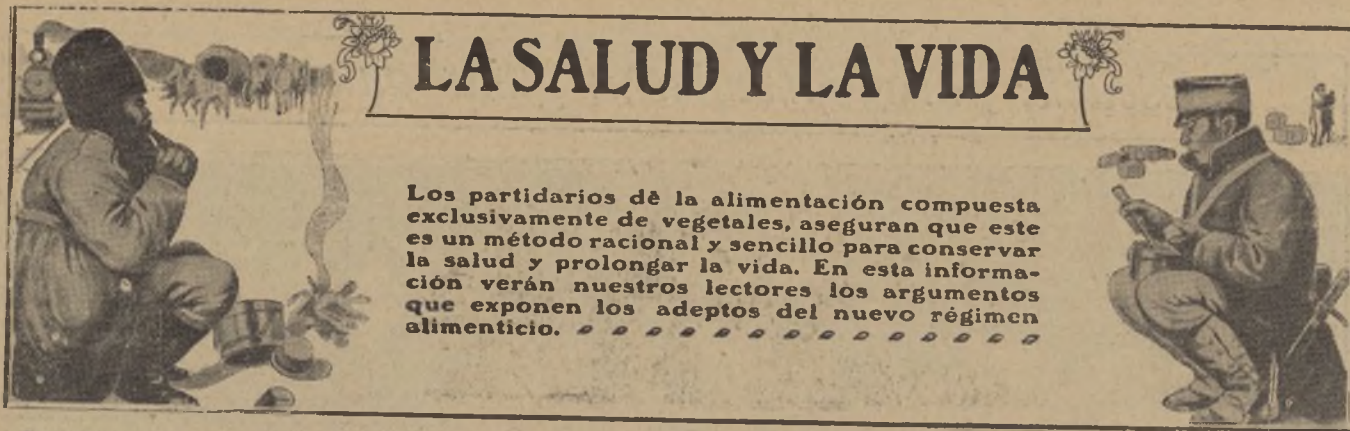 LA SALUD Y LA VIDA
Los partidarios dè la alimentación compuesta
exclusivamente de vegetales, aseguran que este
es un método racional y sencillo para conservar
la salud y prolongar la vida. En esta informa-
ción verán nuestros lectores los argumentos
que exponen los adeptos del nuevo régimen
alimenticio.